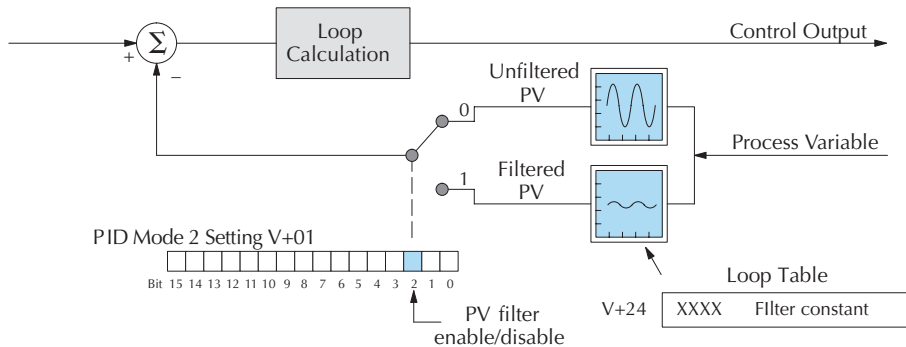 Σ
+
−
Loop
Calculation
Control Output
Unfiltered
PV
0
Process Variable
Filtered
PV
1
PID Mode 2 Setting V+01
Bit 15 14 13 12 11 10 9 8 7 6 5 4 3 2 1 0
PV filter
enable/disable
Loop Table
V+24 XXXX FIlter constant